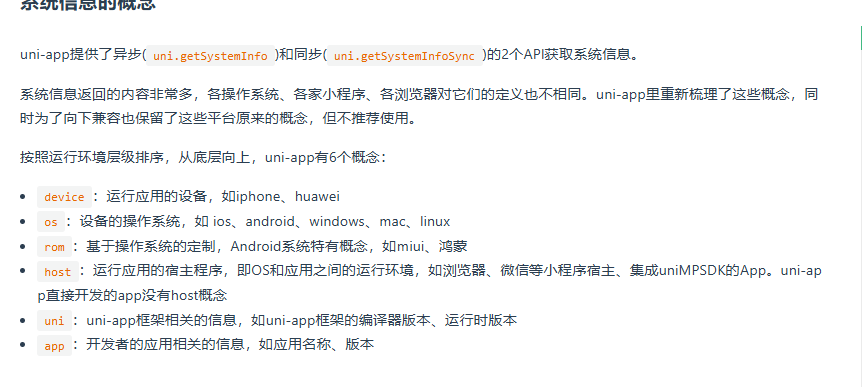 系统信息的概念
uni-app提供了异步(uni.getSystemInfo)和同步(uni.getSystemInfoSync)的2个API获取系统信息。
系统信息返回的内容非常多，各操作系统、各家小程序、各浏览器对它们的定义也不相同。uni-app里重新梳理了这些概念，同
时为了向下兼容也保留了这些平台原来的概念，但不推荐使用。
按照运行环境层级排序，从底层向上，uni-app有6个概念：
• device：运行应用的设备，如iphone、huawei
• os：设备的操作系统，如 ios、android、windows、mac、linux
• rom：基于操作系统的定制，Android系统特有概念，如miui、鸿蒙
• host：运行应用的宿主程序，即OS和应用之间的运行环境，如浏览器、微信等小程序宿主、集成uniMPSDK的App。uni-ap
p直接开发的app没有host概念
• uni：uni-app框架相关的信息，如uni-app框架的编译器版本、运行时版本
• app：开发者的应用相关的信息，如应用名称、版本